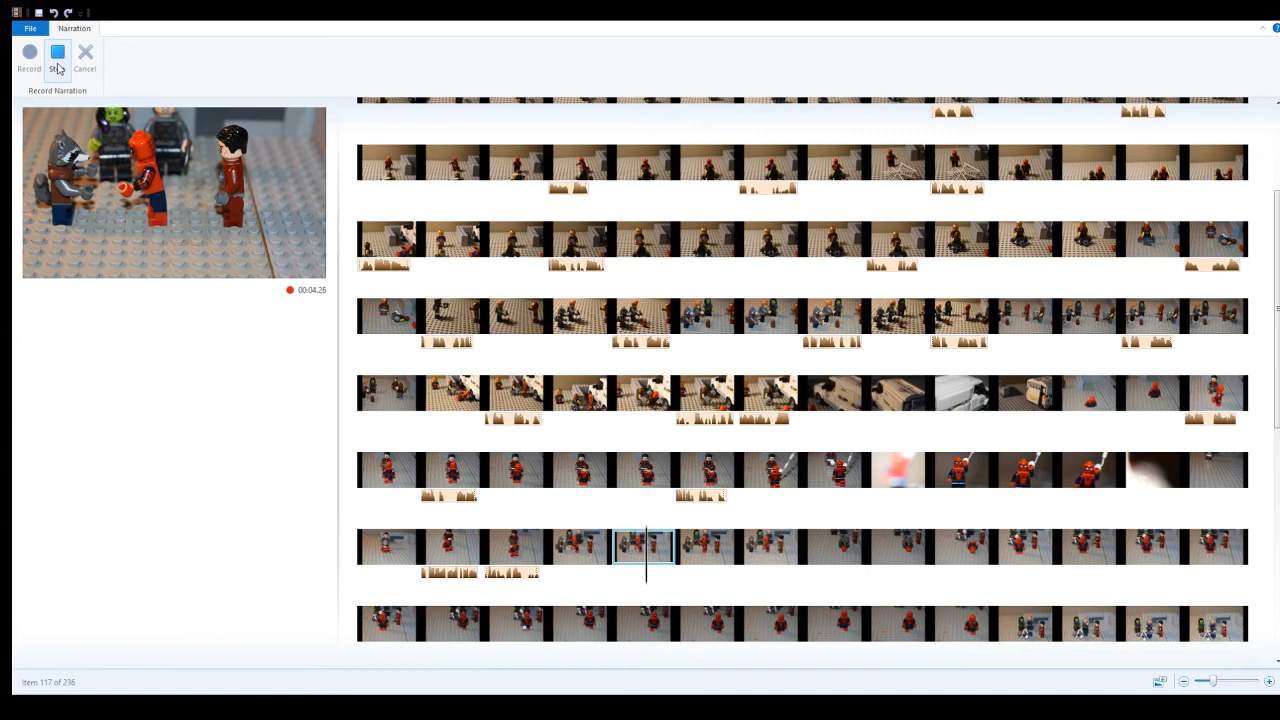 File Narration
Record Cancel
Record Narration
00:04.26
Item 117 of 236